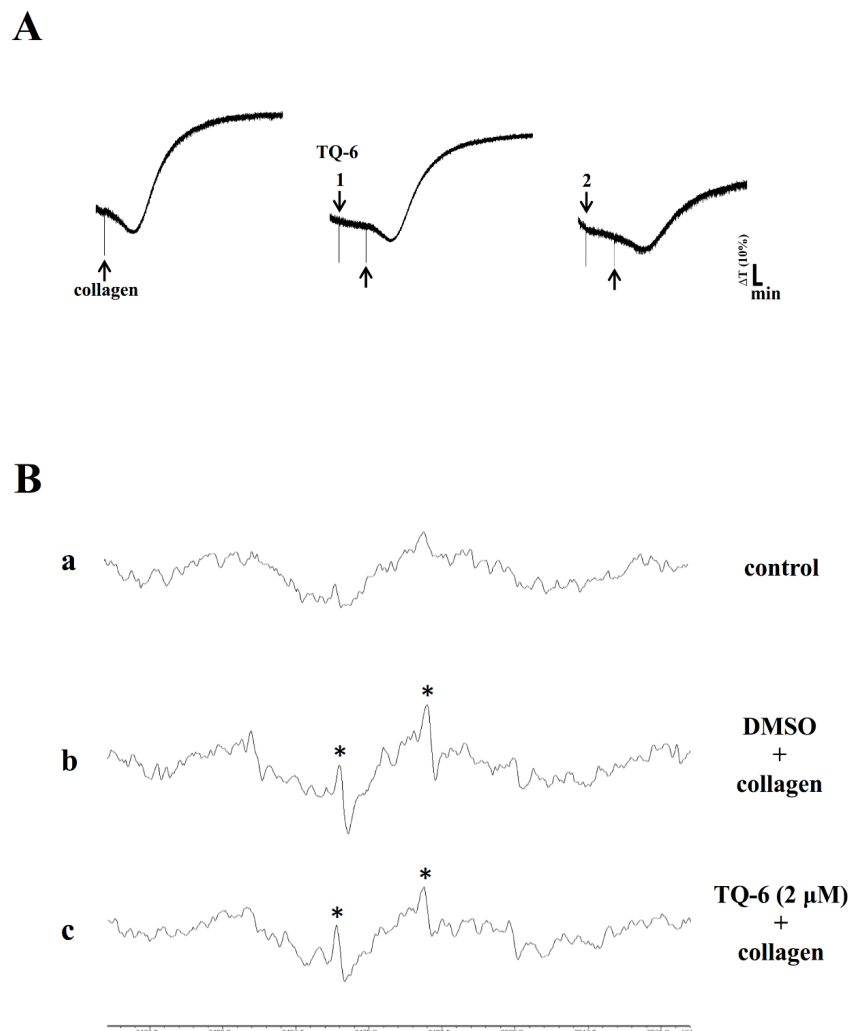 A
TQ-6
1
2
collagen
ΔT (10%)
min
B
a
control
*
*
b
DMSO
+
collagen
*
*
c
TQ-6 (2 µM)
+
collagen